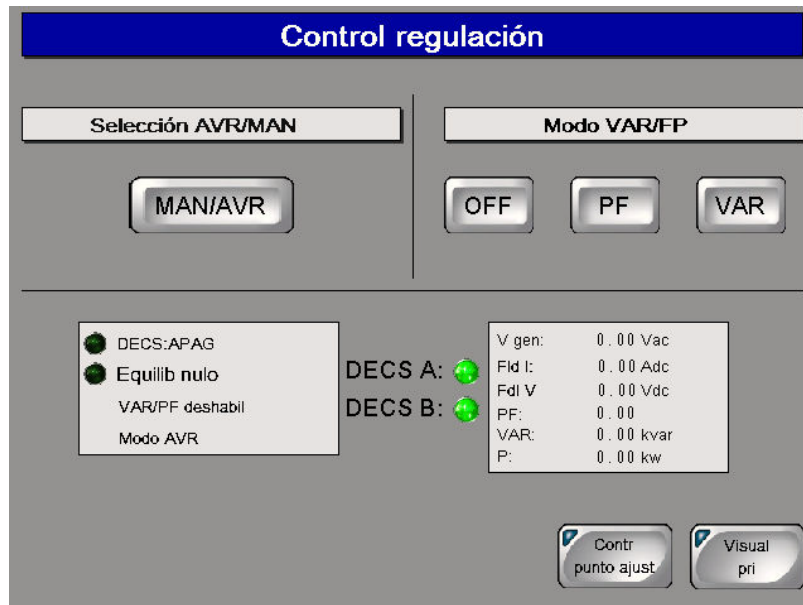 Control regulación
Selección AVR/MAN
Modo VAR/FP
MAN/AVR
OFF
PF
VAR
DECS:APAG
Equilib nulo
VAR/PF deshabil
Modo AVR
DECS A:
DECS B:
V gen: 0.00 Vac
Fld I: 0.00 Adc
Fdl V 0.00 Vdc
PF: 0.00
VAR: 0.00 kvar
P: 0.00 kw
Contr
punto ajust
Visual
pri